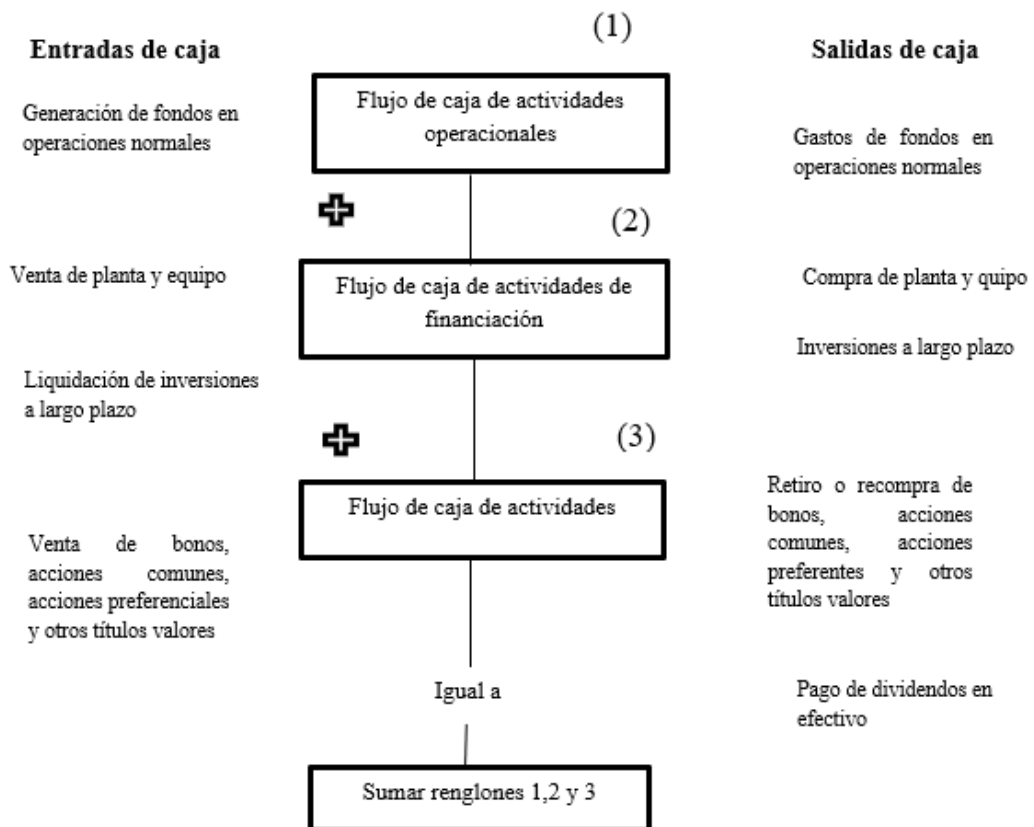 (1)
Entradas de caja
Salidas de caja
Flujo de caja de actividades
operacionales
Generación de fondos en
operaciones normales
Gastos de fondos en
operaciones normales
(2)
Venta de planta y equipo
Flujo de caja de actividades de
financiación
Compra de planta y quipo
Inversiones a largo plazo
Liquidación de inversiones
a largo plazo
(3)
Flujo de caja de actividades
Retiro o recompra de
bonos, acciones
comunes, acciones
preferentes y otros
títulos valores
Venta de bonos,
acciones comunes,
acciones preferenciales
y otros títulos valores
Igual a
Pago de dividendos en
efectivo
Sumar renglones 1,2 y 3